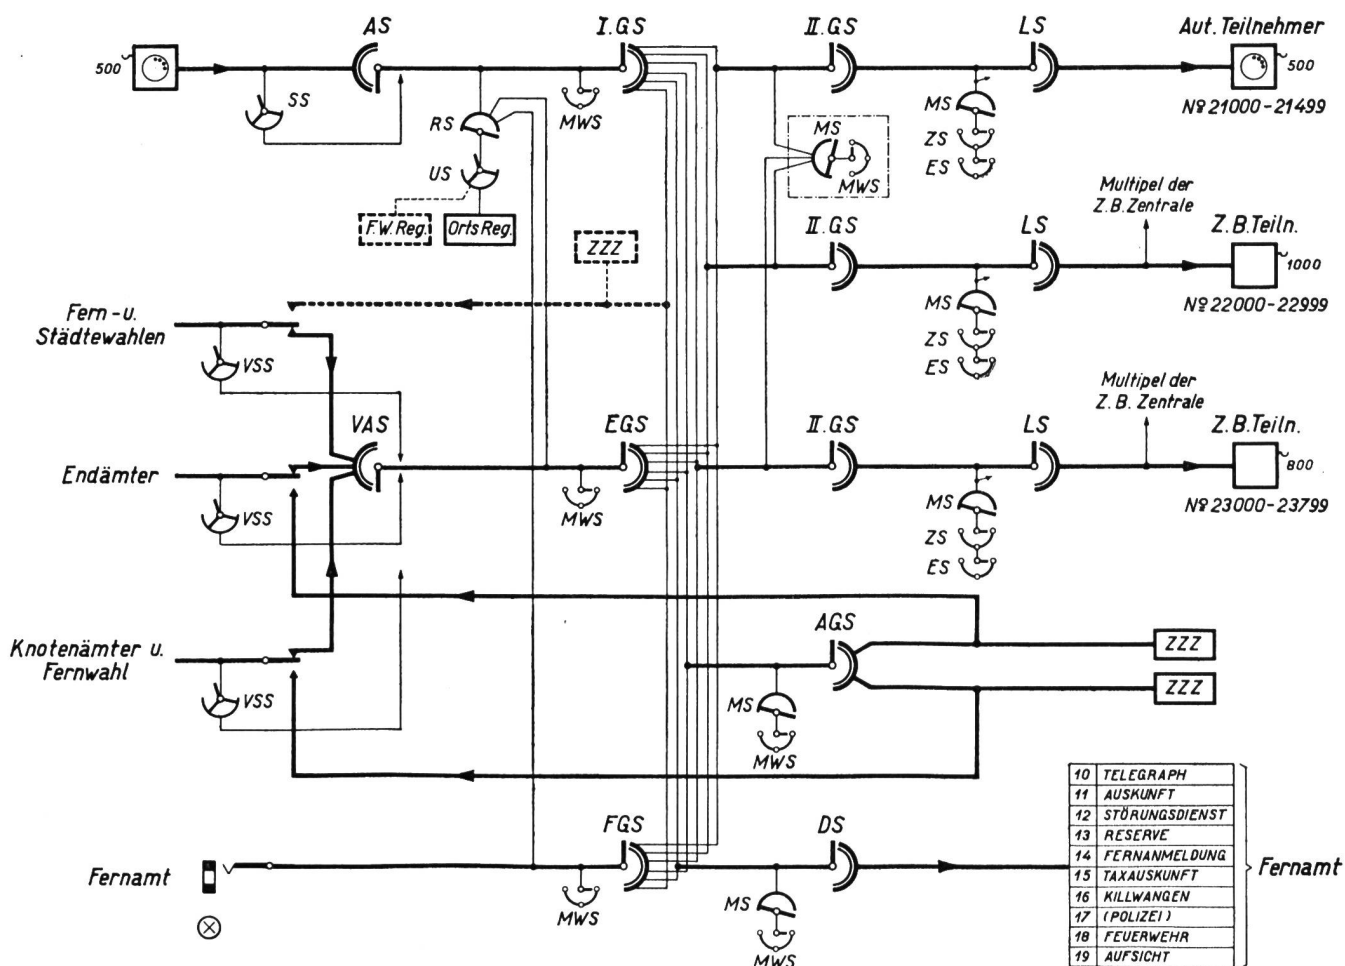 AS
I.GS
II.GS
LS
Aut. Teilnehmer
500
500
SS
RS
MWS
MS
ZS
ES
Nº 21000-21499
US
MS
MWS
F.W. Reg.
Orts Reg.
ZZZ
II.GS
LS
Multipel der
Z.B. Zentrale
Z.B. Teiln.
1000
MS
ZS
ES
Nº 22000-22999
Fern- u.
Städtewahlen
VSS
VAS
EGS
II.GS
LS
Multipel der
Z.B. Zentrale
Z.B. Teiln.
800
Endämter
VSS
MWS
MS
ZS
ES
Nº 23000-23799
Knotenämter u.
Fernwahl
VSS
AGS
ZZZ
ZZZ
MS
MWS
FGS
DS
Fernamt
MWS
MS
MWS
10 TELEGRAPH
11 AUSKUNFT
12 STÖRUNGSDIENST
13 RESERVE
14 FERNANMELDUNG
15 TAXAUSKUNFT
16 KILLWANGEN
17 (POLIZEI)
18 FEUERWEHR
19 AUFSICHT
Fernamt